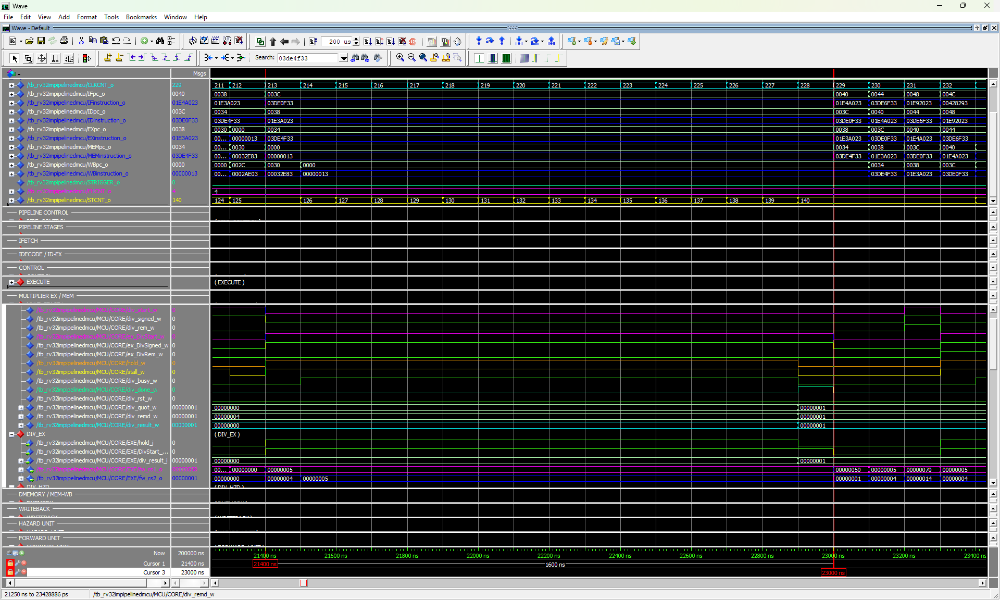 Wave
File Edit View Add Format Tools Bookmarks Window Help
Wave - Default
200 us
Search: 03de4f33
Msgs
/tb_rv32impipelinedmcu/CLKCNT_o 229 211 212 213 214 215 216 217 218 219 220 221 222 223 224 225 226 227 228 229 230 231 232
/tb_rv32impipelinedmcu/IFpc_o 0040 0038 003C 0040 0044 0048 004C
/tb_rv32impipelinedmcu/IFinstruction_o 01E4A023 01E3A023 03DE0F33 01E4A023 03DE6F33 01E92023 00428293
/tb_rv32impipelinedmcu/IDpc_o 003C 0034 0038 003C 0040 0044 0048
/tb_rv32impipelinedmcu/IDinstruction_o 03DE0F33 03DE4F33 01E3A023 03DE0F33 01E4A023 03DE6F33 01E92023
/tb_rv32impipelinedmcu/EXpc_o 0038 0030 0000 0034 0038 003C 0040 0044
/tb_rv32impipelinedmcu/EXinstruction_o 01E3A023 00... 00000013 03DE4F33 01E3A023 03DE0F33 01E4A023 03DE6F33
/tb_rv32impipelinedmcu/MEMpc_o 0034 00... 0030 0000 0034 0038 003C 0040
/tb_rv32impipelinedmcu/MEMinstruction_o 03DE4F33 00... 00032E83 00000013 03DE4F33 01E3A023 03DE0F33 01E4A023
/tb_rv32impipelinedmcu/WBpc_o 0000 0000 002C 0030 0000 0034 0038 003C
/tb_rv32impipelinedmcu/WBinstruction_o 00000013 00... 0002AE03 00032E83 00000013 03DE4F33 01E3A023 03DE0F33
/tb_rv32impipelinedmcu/STRIGGER_o 0
/tb_rv32impipelinedmcu/FHCNT_o 4 4
/tb_rv32impipelinedmcu/STCNT_o 140 124 125 126 127 128 129 130 131 132 133 134 135 136 137 138 139 140
PIPELINE CONTROL
PIPELINE STAGES
IFETCH
IDECODE / ID-EX
CONTROL
EXECUTE (EXECUTE)
MULTIPLIER EX / MEM
/tb_rv32impipelinedmcu/MCU/CORE/div_start_w 0
/tb_rv32impipelinedmcu/MCU/CORE/div_signed_w 0
/tb_rv32impipelinedmcu/MCU/CORE/div_rem_w 0
/tb_rv32impipelinedmcu/MCU/CORE/ex_DivStart_w 0
/tb_rv32impipelinedmcu/MCU/CORE/ex_DivSigned_w 0
/tb_rv32impipelinedmcu/MCU/CORE/ex_DivRem_w 0
/tb_rv32impipelinedmcu/MCU/CORE/hold_w 0
/tb_rv32impipelinedmcu/MCU/CORE/stall_w 0
/tb_rv32impipelinedmcu/MCU/CORE/div_busy_w 0
/tb_rv32impipelinedmcu/MCU/CORE/div_done_w 0
/tb_rv32impipelinedmcu/MCU/CORE/div_rst_w 0
/tb_rv32impipelinedmcu/MCU/CORE/div_quot_w 00000001 00000000 00000001
/tb_rv32impipelinedmcu/MCU/CORE/div_remd_w 00000001 00000004 00000001
/tb_rv32impipelinedmcu/MCU/CORE/div_result_w 00000001 00000000 00000001
DIV_EX (DIV_EX)
/tb_rv32impipelinedmcu/MCU/CORE/EXE/hold_i 0
/tb_rv32impipelinedmcu/MCU/CORE/EXE/DivStart_... 0
/tb_rv32impipelinedmcu/MCU/CORE/EXE/div_result_i 00000001 00000000 00000001
/tb_rv32impipelinedmcu/MCU/CORE/EXE/fw_rs1_o 00000050 00... 00000000 00000005 00000050 00000005 00000070 00000005
/tb_rv32impipelinedmcu/MCU/CORE/EXE/fw_rs2_o 00000001 00000000 00000004 00000005 00000001 00000004 00000014 00000004
DMEMORY / MEM-WB
WRITEBACK
HAZARD UNIT
FORWARD UNIT
Now 200000 ns 21400 ns 21600 ns 21800 ns 22000 ns 22200 ns 22400 ns 22600 ns 22800 ns 23000 ns 23200 ns 23400 ns
Cursor 1 21400 ns 21400 ns 1600 ns
Cursor 3 23000 ns 23000 ns
21250 ns to 23428886 ps /tb_rv32impipelinedmcu/MCU/CORE/div_remd_w